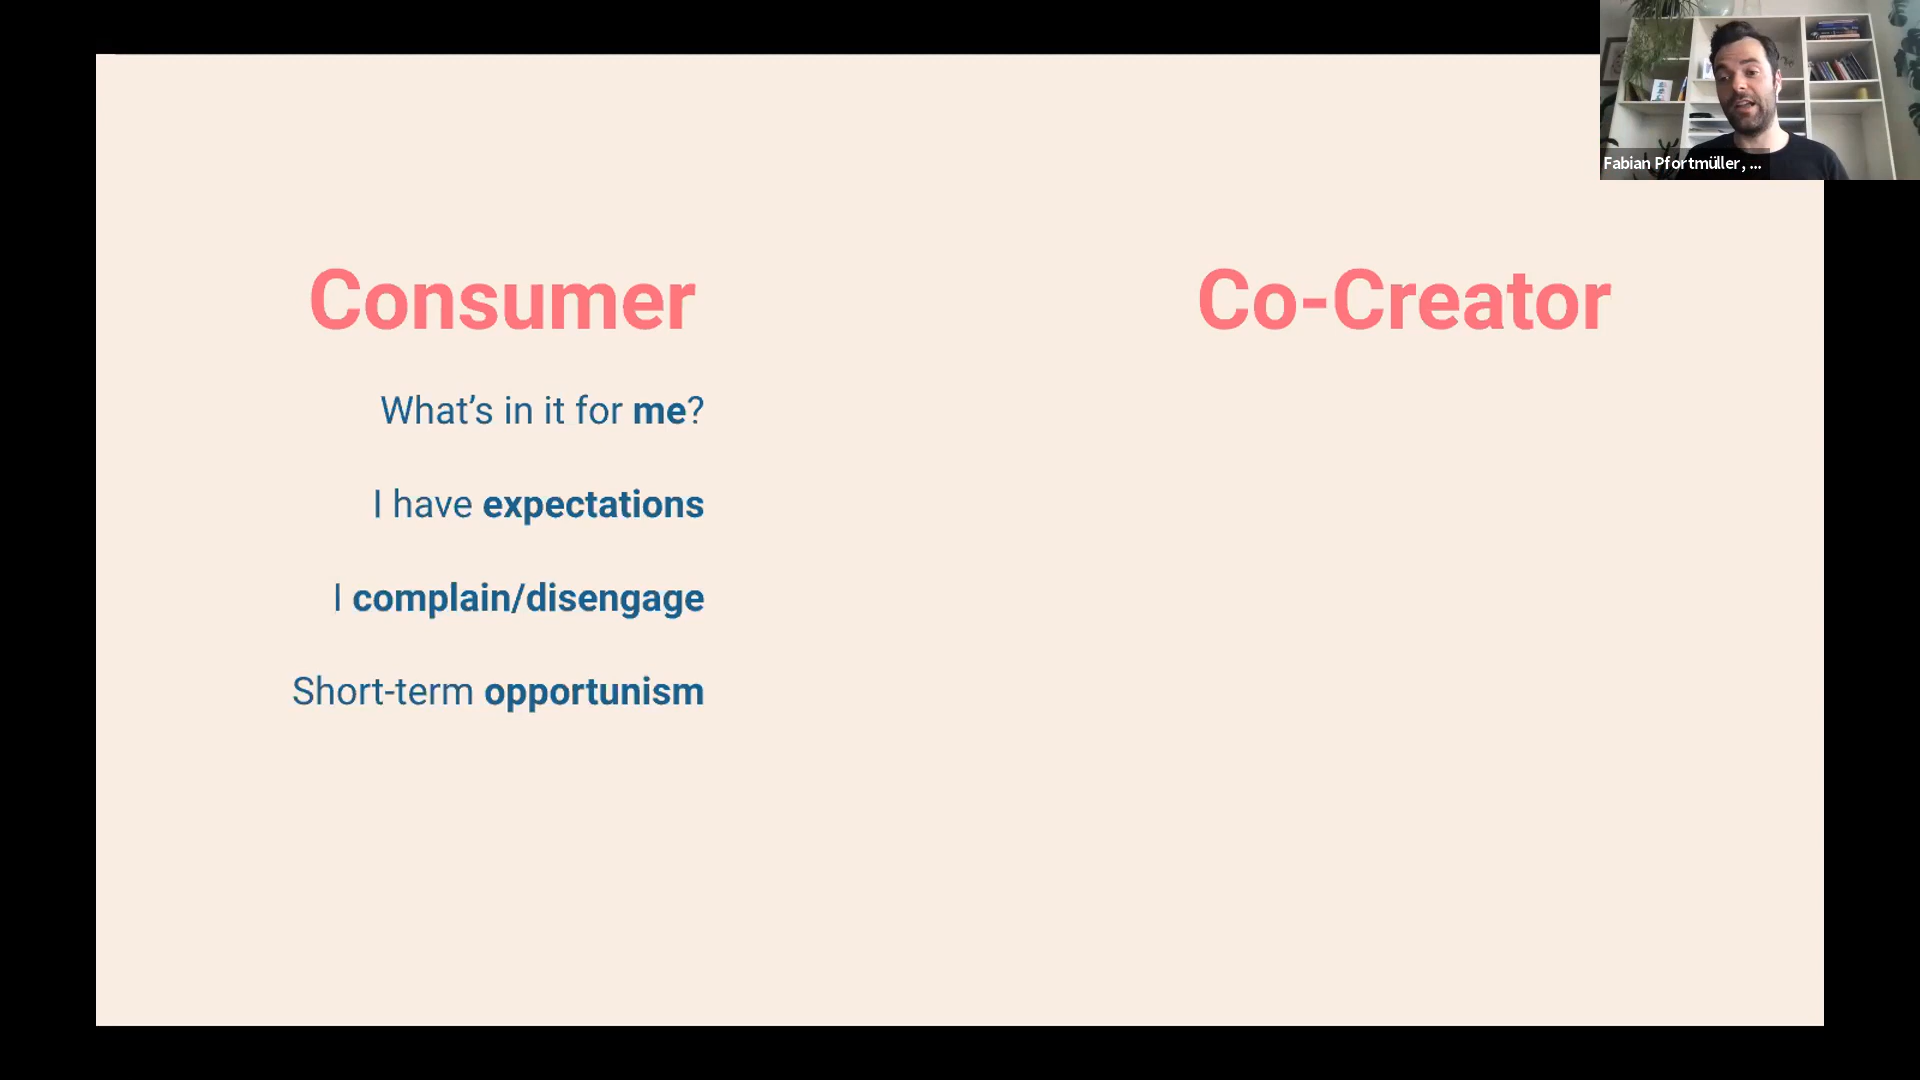 Fabian Pfortmüller, ...
Consumer
Co-Creator
What’s in it for me?
I have expectations
I complain/disengage
Short-term opportunism